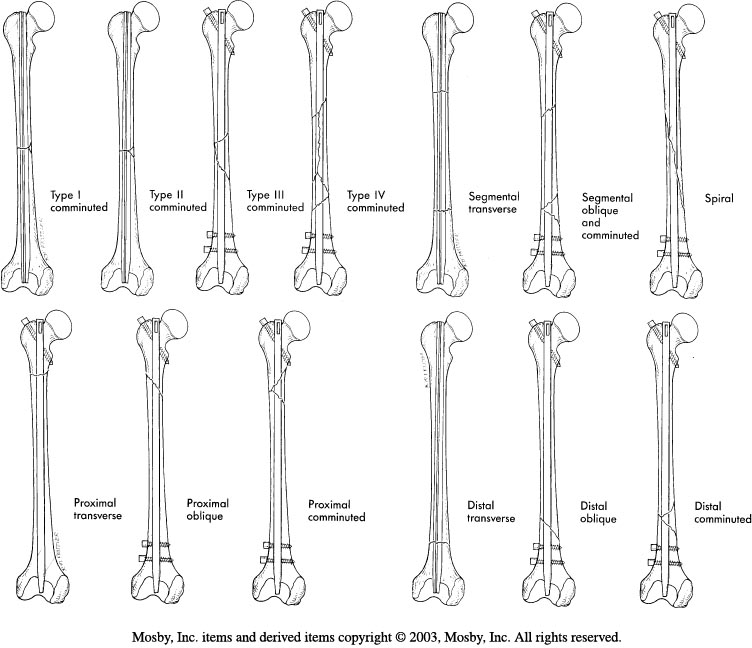 Type I
comminuted
Type II
comminuted
Type III
comminuted
Type IV
comminuted
Segmental
transverse
Segmental
oblique
and
comminuted
Spiral
Proximal
transverse
Proximal
oblique
Proximal
comminuted
Distal
transverse
Distal
oblique
Distal
comminuted
Mosby, Inc. items and derived items copyright © 2003, Mosby, Inc. All rights reserved.